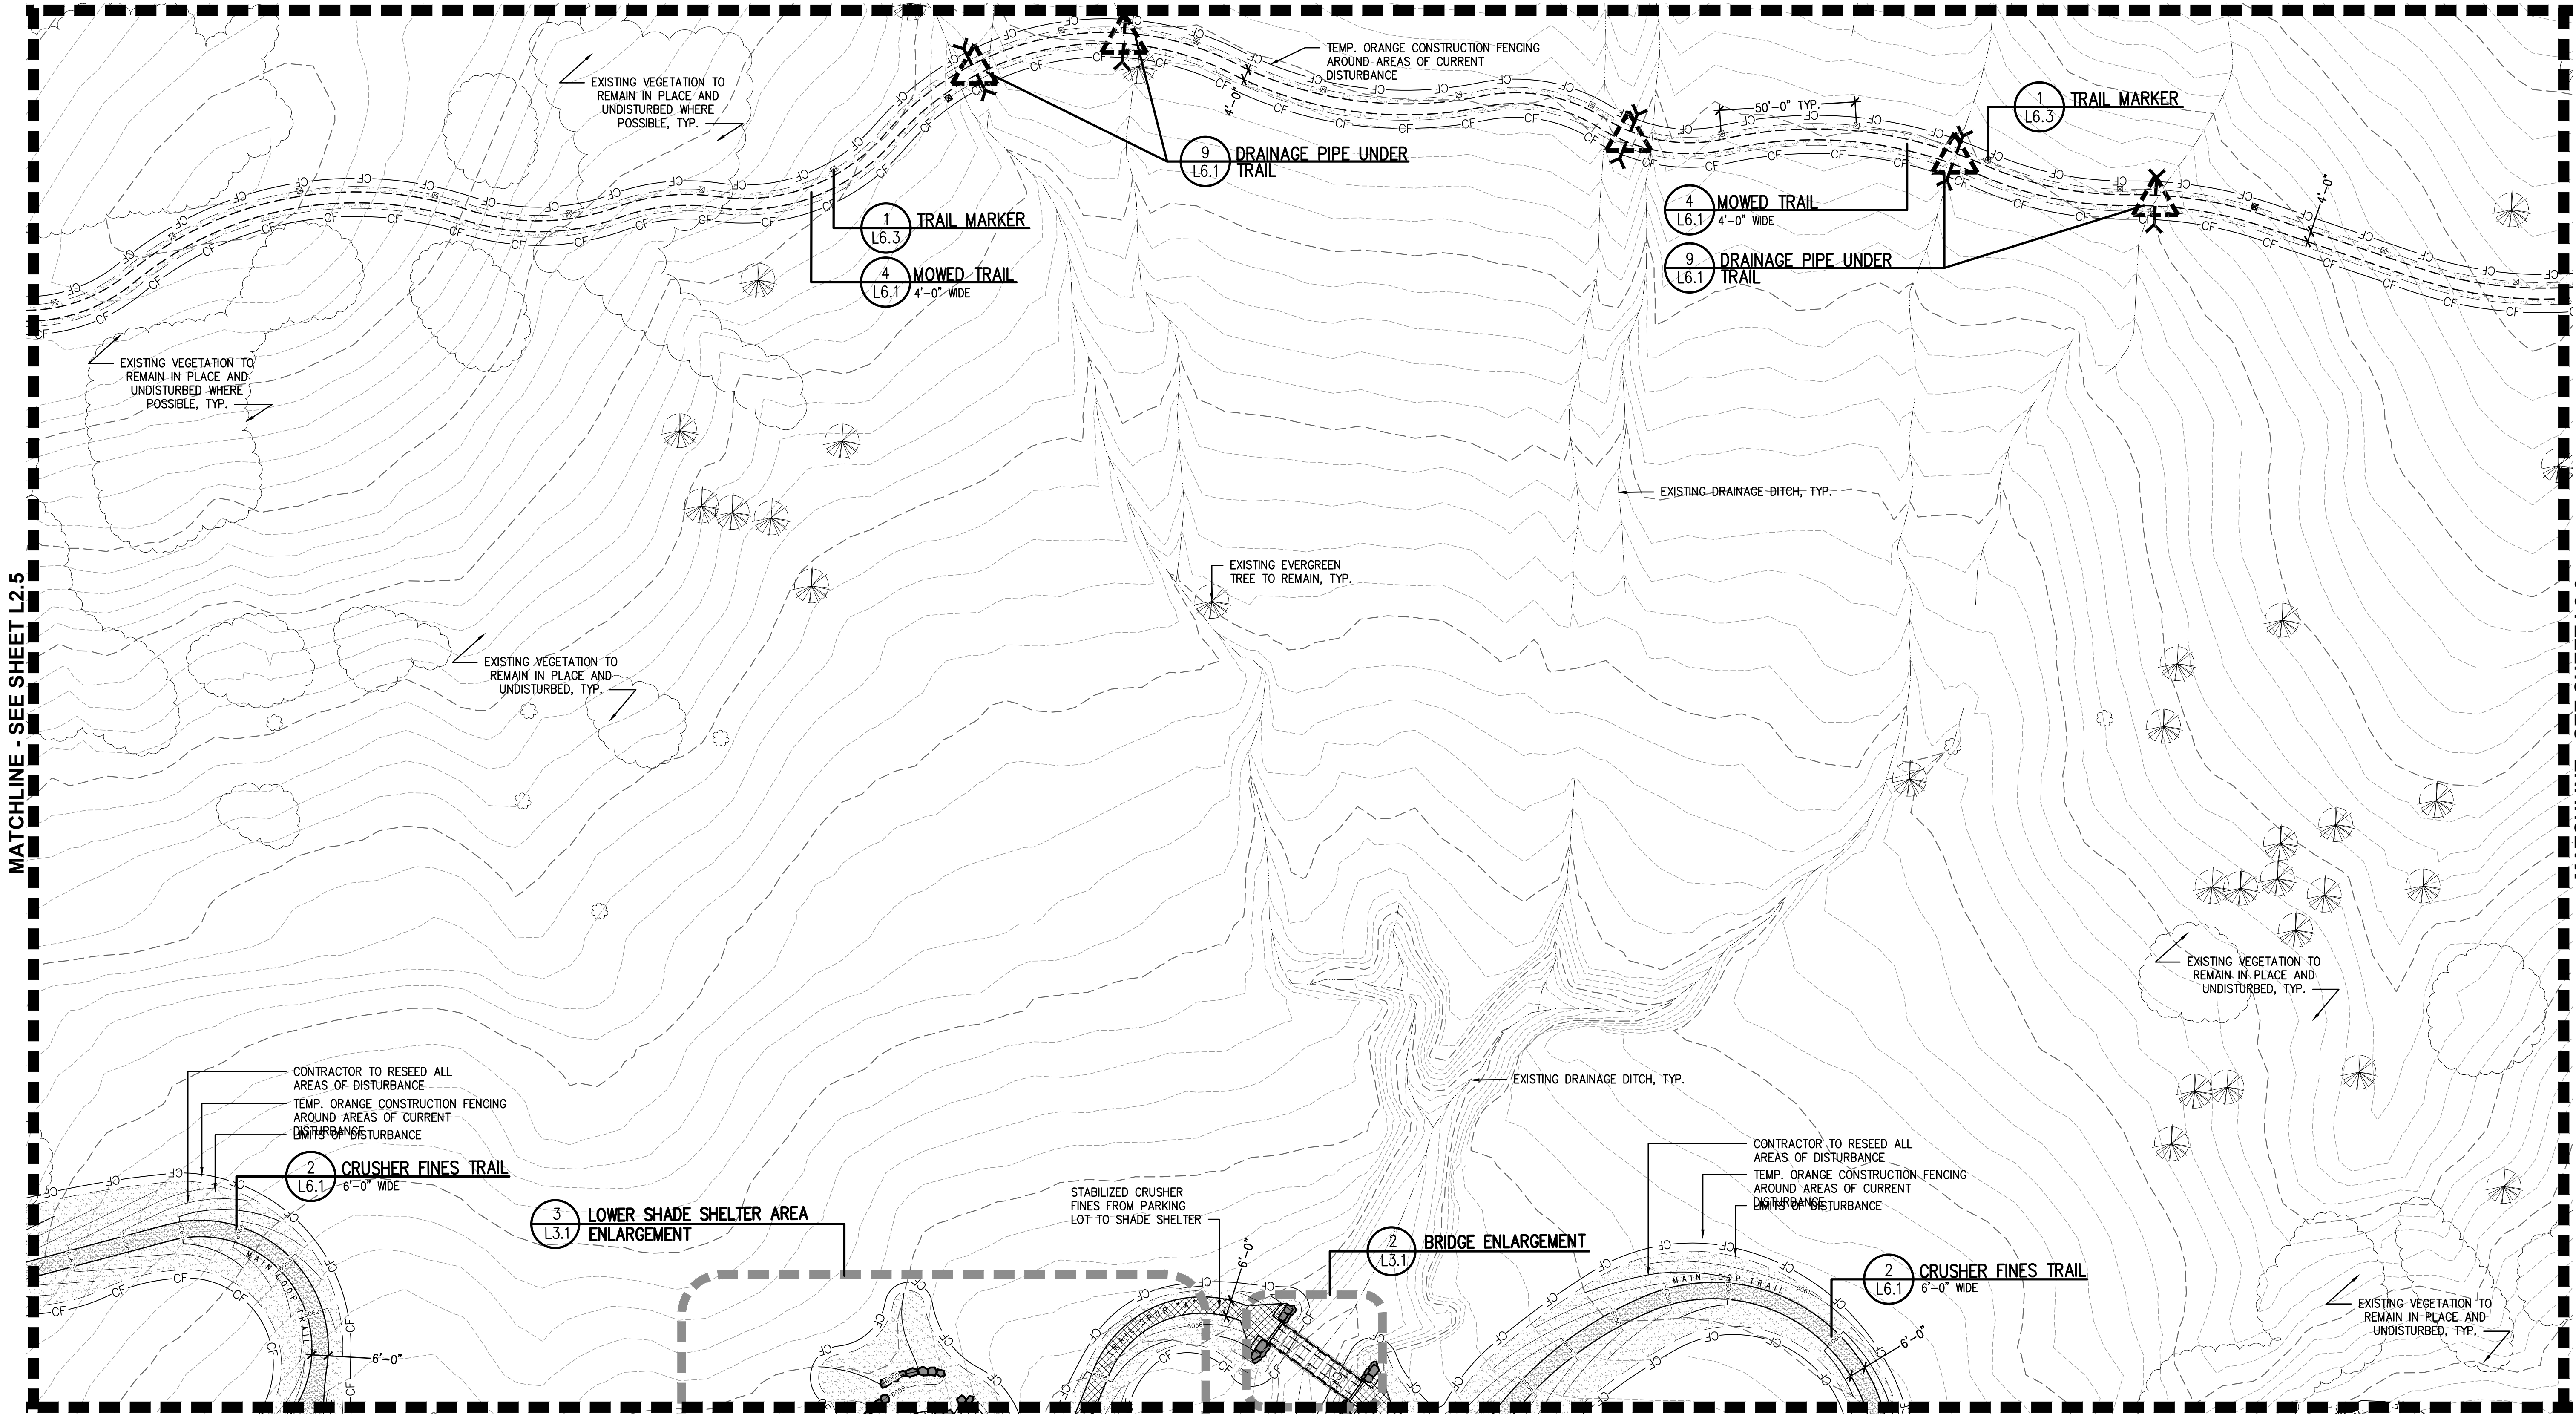 TEMP. ORANGE CONSTRUCTION FENCING
AROUND AREAS OF CURRENT
DISTURBANCE
EXISTING VEGETATION TO
REMAIN IN PLACE AND
UNDISTURBED WHERE
POSSIBLE, TYP.
4'-0"
50'-0" TYP.
1
L6.3
TRAIL MARKER
9
L6.1
DRAINAGE PIPE UNDER
TRAIL
4
L6.1
MOWED TRAIL
4'-0" WIDE
4'-0"
1
L6.3
TRAIL MARKER
4
L6.1
MOWED TRAIL
4'-0" WIDE
9
L6.1
DRAINAGE PIPE UNDER
TRAIL
EXISTING VEGETATION TO
REMAIN IN PLACE AND
UNDISTURBED WHERE
POSSIBLE, TYP.
EXISTING DRAINAGE DITCH, TYP.
EXISTING EVERGREEN
TREE TO REMAIN, TYP.
MATCHLINE - SEE SHEET L2.5
EXISTING VEGETATION TO
REMAIN IN PLACE AND
UNDISTURBED, TYP.
EXISTING VEGETATION TO
REMAIN IN PLACE AND
UNDISTURBED, TYP.
CONTRACTOR TO RESEED ALL
AREAS OF DISTURBANCE
TEMP. ORANGE CONSTRUCTION FENCING
AROUND AREAS OF CURRENT
DISTURBANCE
LIMITS OF DISTURBANCE
EXISTING DRAINAGE DITCH, TYP.
2
L6.1
CRUSHER FINES TRAIL
6'-0" WIDE
3
L3.1
LOWER SHADE SHELTER AREA
ENLARGEMENT
STABILIZED CRUSHER
FINES FROM PARKING
LOT TO SHADE SHELTER
6'-0"
2
L3.1
BRIDGE ENLARGEMENT
CONTRACTOR TO RESEED ALL
AREAS OF DISTURBANCE
TEMP. ORANGE CONSTRUCTION FENCING
AROUND AREAS OF CURRENT
DISTURBANCE
LIMITS OF DISTURBANCE
2
L6.1
CRUSHER FINES TRAIL
6'-0" WIDE
MAIN LOOP TRAIL
6'-0"
TRAIL SPUR "A"
6056
MAIN LOOP TRAIL
6'-0"
EXISTING VEGETATION TO
REMAIN IN PLACE AND
UNDISTURBED, TYP.
CF